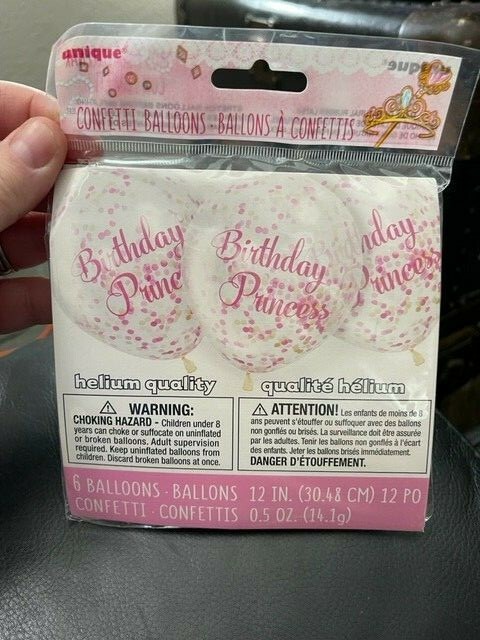 unique®
CONFETTI BALLOONS · BALLONS À CONFETTIS
Birthday
Princ
Birthday
Princess
hday
Princess
helium quality
qualité hélium
WARNING:
CHOKING HAZARD – Children under 8
years can choke or suffocate on uninflated
or broken balloons. Adult supervision
required. Keep uninflated balloons from
children. Discard broken balloons at once.
ATTENTION! Les enfants de moins de 8
ans peuvent s'étouffer ou suffoquer avec des ballons
non gonflés ou brisés. La surveillance doit être assurée
par les adultes. Tenir les ballons non gonflés à l'écart
des enfants. Jeter les ballons brisés immédiatement.
DANGER D'ÉTOUFFEMENT.
6 BALLOONS · BALLONS 12 IN. (30.48 CM) 12 PO
CONFETTI · CONFETTIS 0.5 OZ. (14.1g)